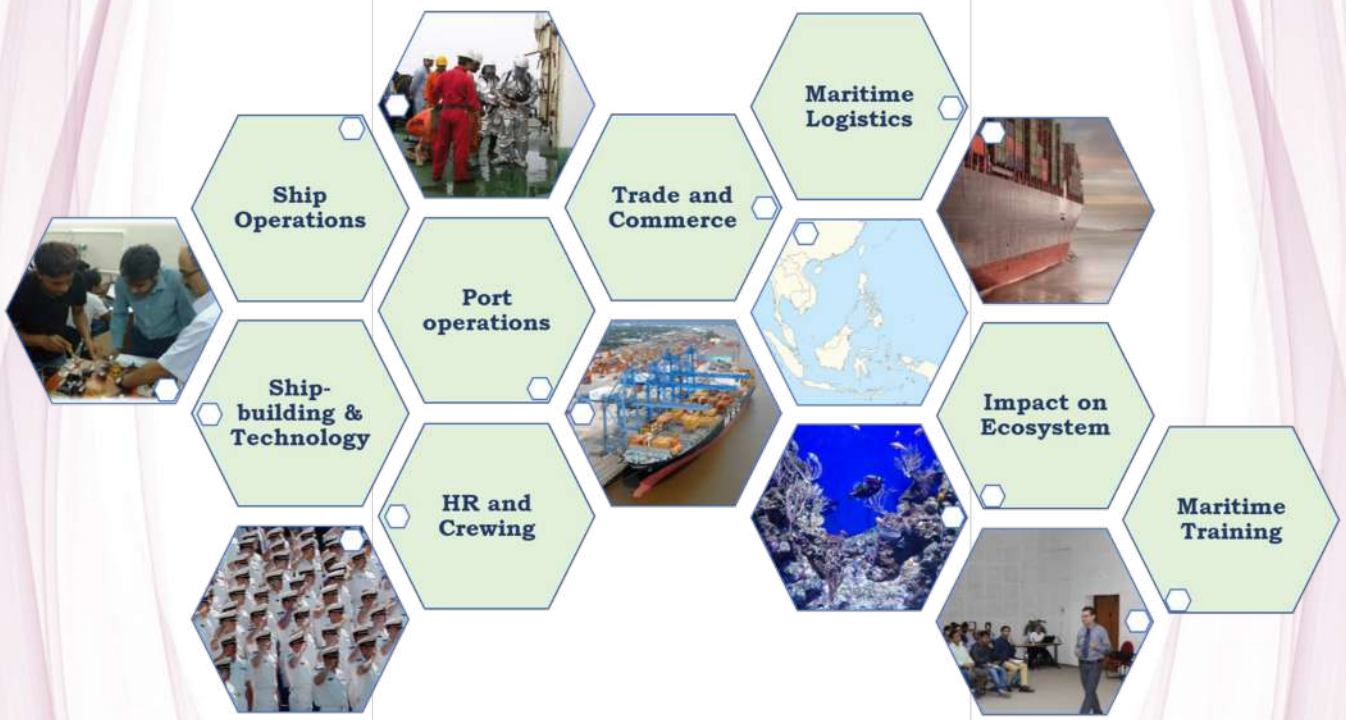 Maritime
Logistics
Ship
Operations
Trade and
Commerce
Port
operations
Ship-
building &
Technology
Impact on
Ecosystem
HR and
Crewing
Maritime
Training